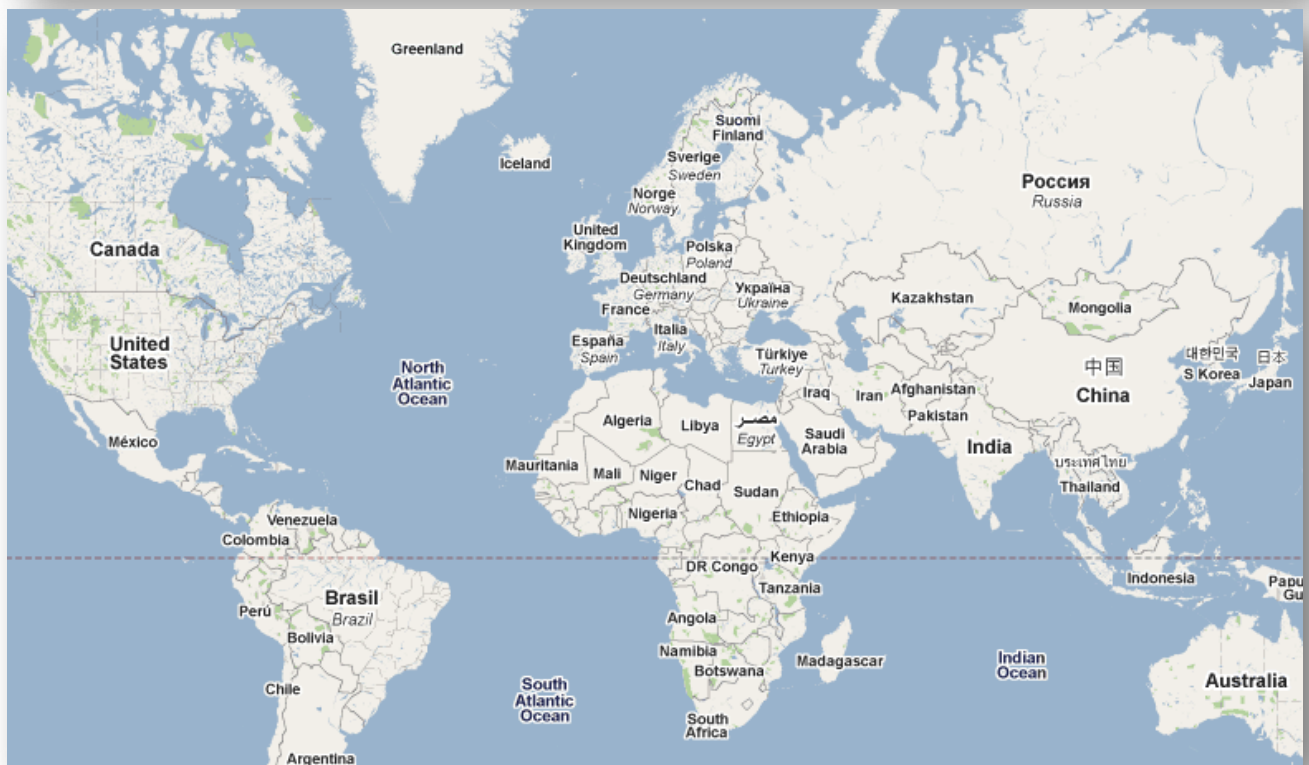 Greenland
Iceland
Suomi
Finland
Sverige
Sweden
Norge
Norway
Россия
Russia
United
Kingdom
Polska
Poland
Canada
Deutschland
Germany
Україна
Ukraine
Kazakhstan
Mongolia
France
United
States
Italia
Italy
España
Spain
Türkiye
Turkey
North
Atlantic
Ocean
中国
China
대한민국
S Korea
日本
Japan
Iraq
Iran
Afghanistan
Pakistan
Algeria
Libya
مصر
Egypt
Saudi
Arabia
India
México
Mauritania
Mali
Niger
Chad
Sudan
ประเทศไทย
Thailand
Venezuela
Nigeria
Ethiopia
Colombia
Kenya
DR Congo
Indonesia
Papu
Gu
Tanzania
Brasil
Brazil
Perú
Angola
Bolivia
Namibia
Botswana
Madagascar
Indian
Ocean
Australia
Chile
South
Atlantic
Ocean
South
Africa
Argentina